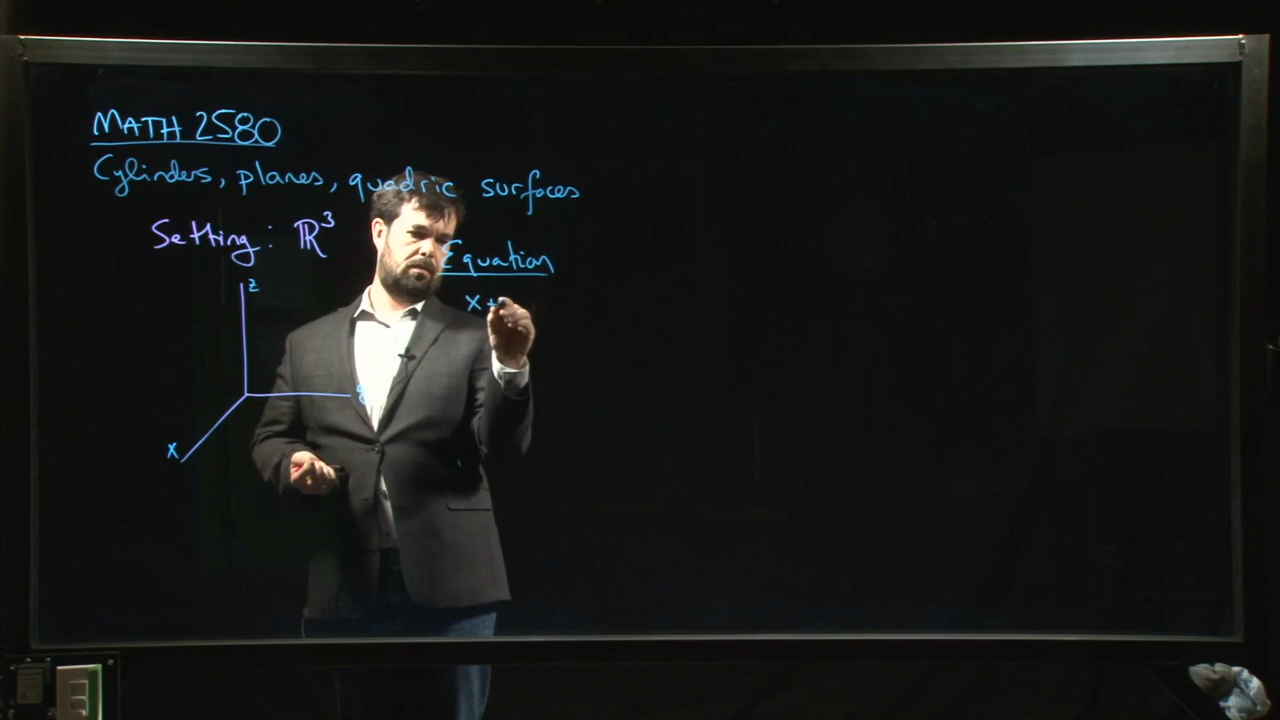 MATH 2580
Cylinders, planes, quadric surfaces
Setting: ℝ³
Equation
x +
z
y
x